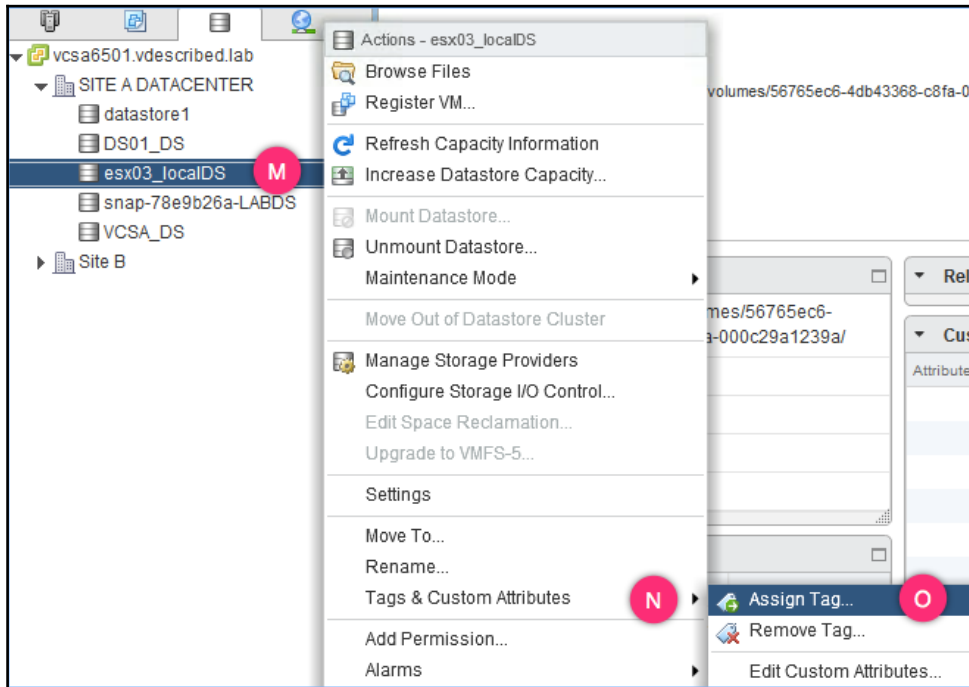 vcsa6501.vdescribed.lab
SITE A DATACENTER
datastore1
DS01_DS
esx03_localDS
M
snap-78e9b26a-LABDS
VCSA_DS
Site B
Actions - esx03_localDS
Browse Files
Register VM...
Refresh Capacity Information
Increase Datastore Capacity...
Mount Datastore...
Unmount Datastore...
Maintenance Mode
Move Out of Datastore Cluster
Manage Storage Providers
Configure Storage I/O Control...
Edit Space Reclamation...
Upgrade to VMFS-5...
Settings
Move To...
Rename...
Tags & Custom Attributes
N
Add Permission...
Alarms
Assign Tag...
O
Remove Tag...
Edit Custom Attributes...
volumes/56765ec6-4db43368-c8fa-0
mes/56765ec6-
a-000c29a1239a/
Rel
Cus
Attribute